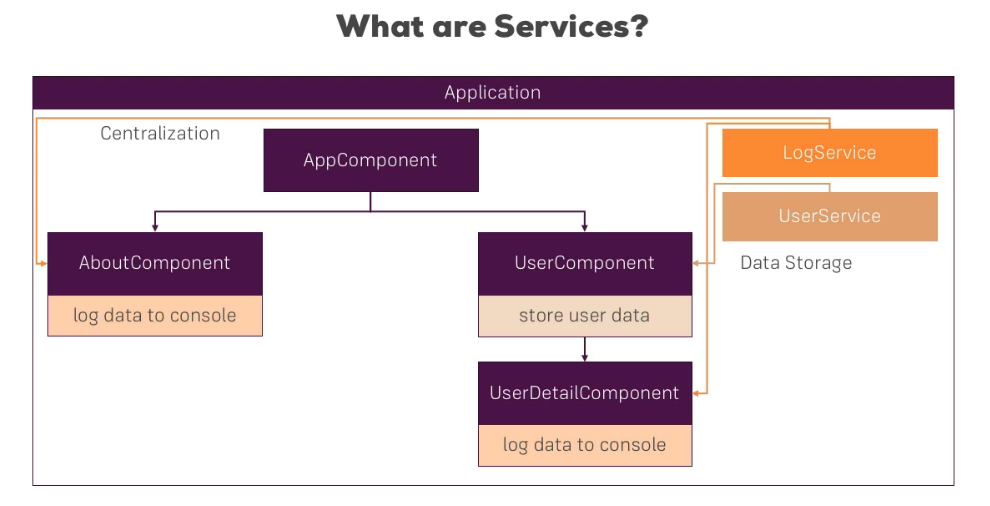 What are Services?
Application
Centralization
AppComponent
LogService
UserService
AboutComponent
UserComponent
Data Storage
log data to console
store user data
UserDetailComponent
log data to console